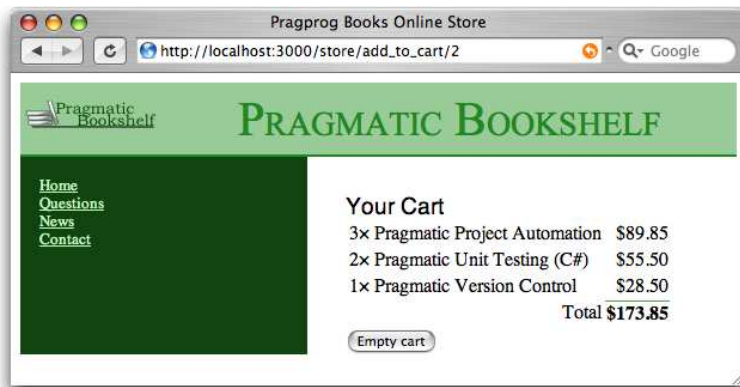 Pragprog Books Online Store
http://localhost:3000/store/add_to_cart/2
Google
Pragmatic
Bookshelf
PRAGMATIC BOOKSHELF
Home
Questions
News
Contact
Your Cart
3× Pragmatic Project Automation $89.85
2× Pragmatic Unit Testing (C#) $55.50
1× Pragmatic Version Control $28.50
Total $173.85
Empty cart